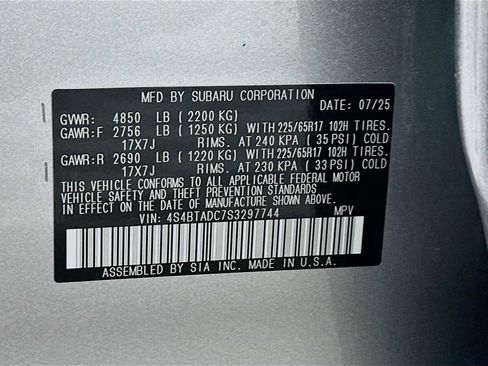 MFD BY SUBARU CORPORATION
DATE: 07/25
GVWR: 4850 LB (2200 KG)
GAWR:F 2756 LB (1250 KG) WITH 225/65R17 102H TIRES.
17X7J RIMS. AT 240 KPA (35 PSI) COLD
GAWR:R 2690 LB (1220 KG) WITH 225/65R17 102H TIRES.
17X7J RIMS. AT 230 KPA (33 PSI) COLD
THIS VEHICLE CONFORMS TO ALL APPLICABLE FEDERAL MOTOR
VEHICLE SAFETY AND THEFT PREVENTION STANDARDS
IN EFFECT ON THE DATE OF MANUFACTURE SHOWN ABOVE.
VIN: 4S4BTADC7S3297744 MPV
ASSEMBLED BY SIA INC. MADE IN U.S.A.